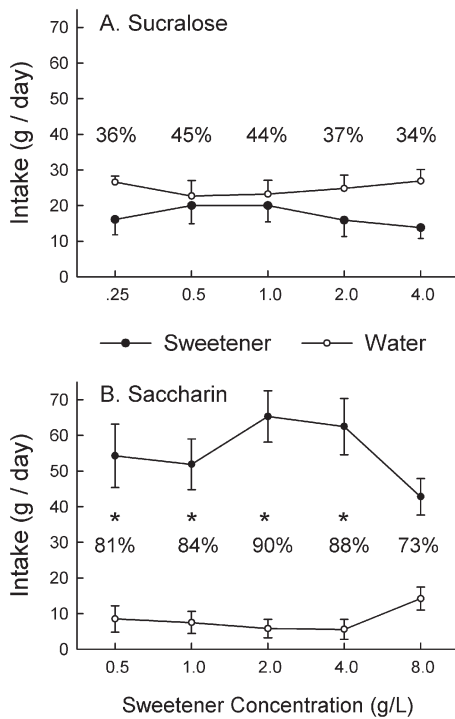 A. Sucralose
Intake (g / day)
70
60
50
40
30
20
10
0
36% 45% 44% 37% 34%
.25 0.5 1.0 2.0 4.0
Sweetener Water
B. Saccharin
Intake (g / day)
70
60
50
40
30
20
10
0
* * * *
81% 84% 90% 88% 73%
0.5 1.0 2.0 4.0 8.0
Sweetener Concentration (g/L)